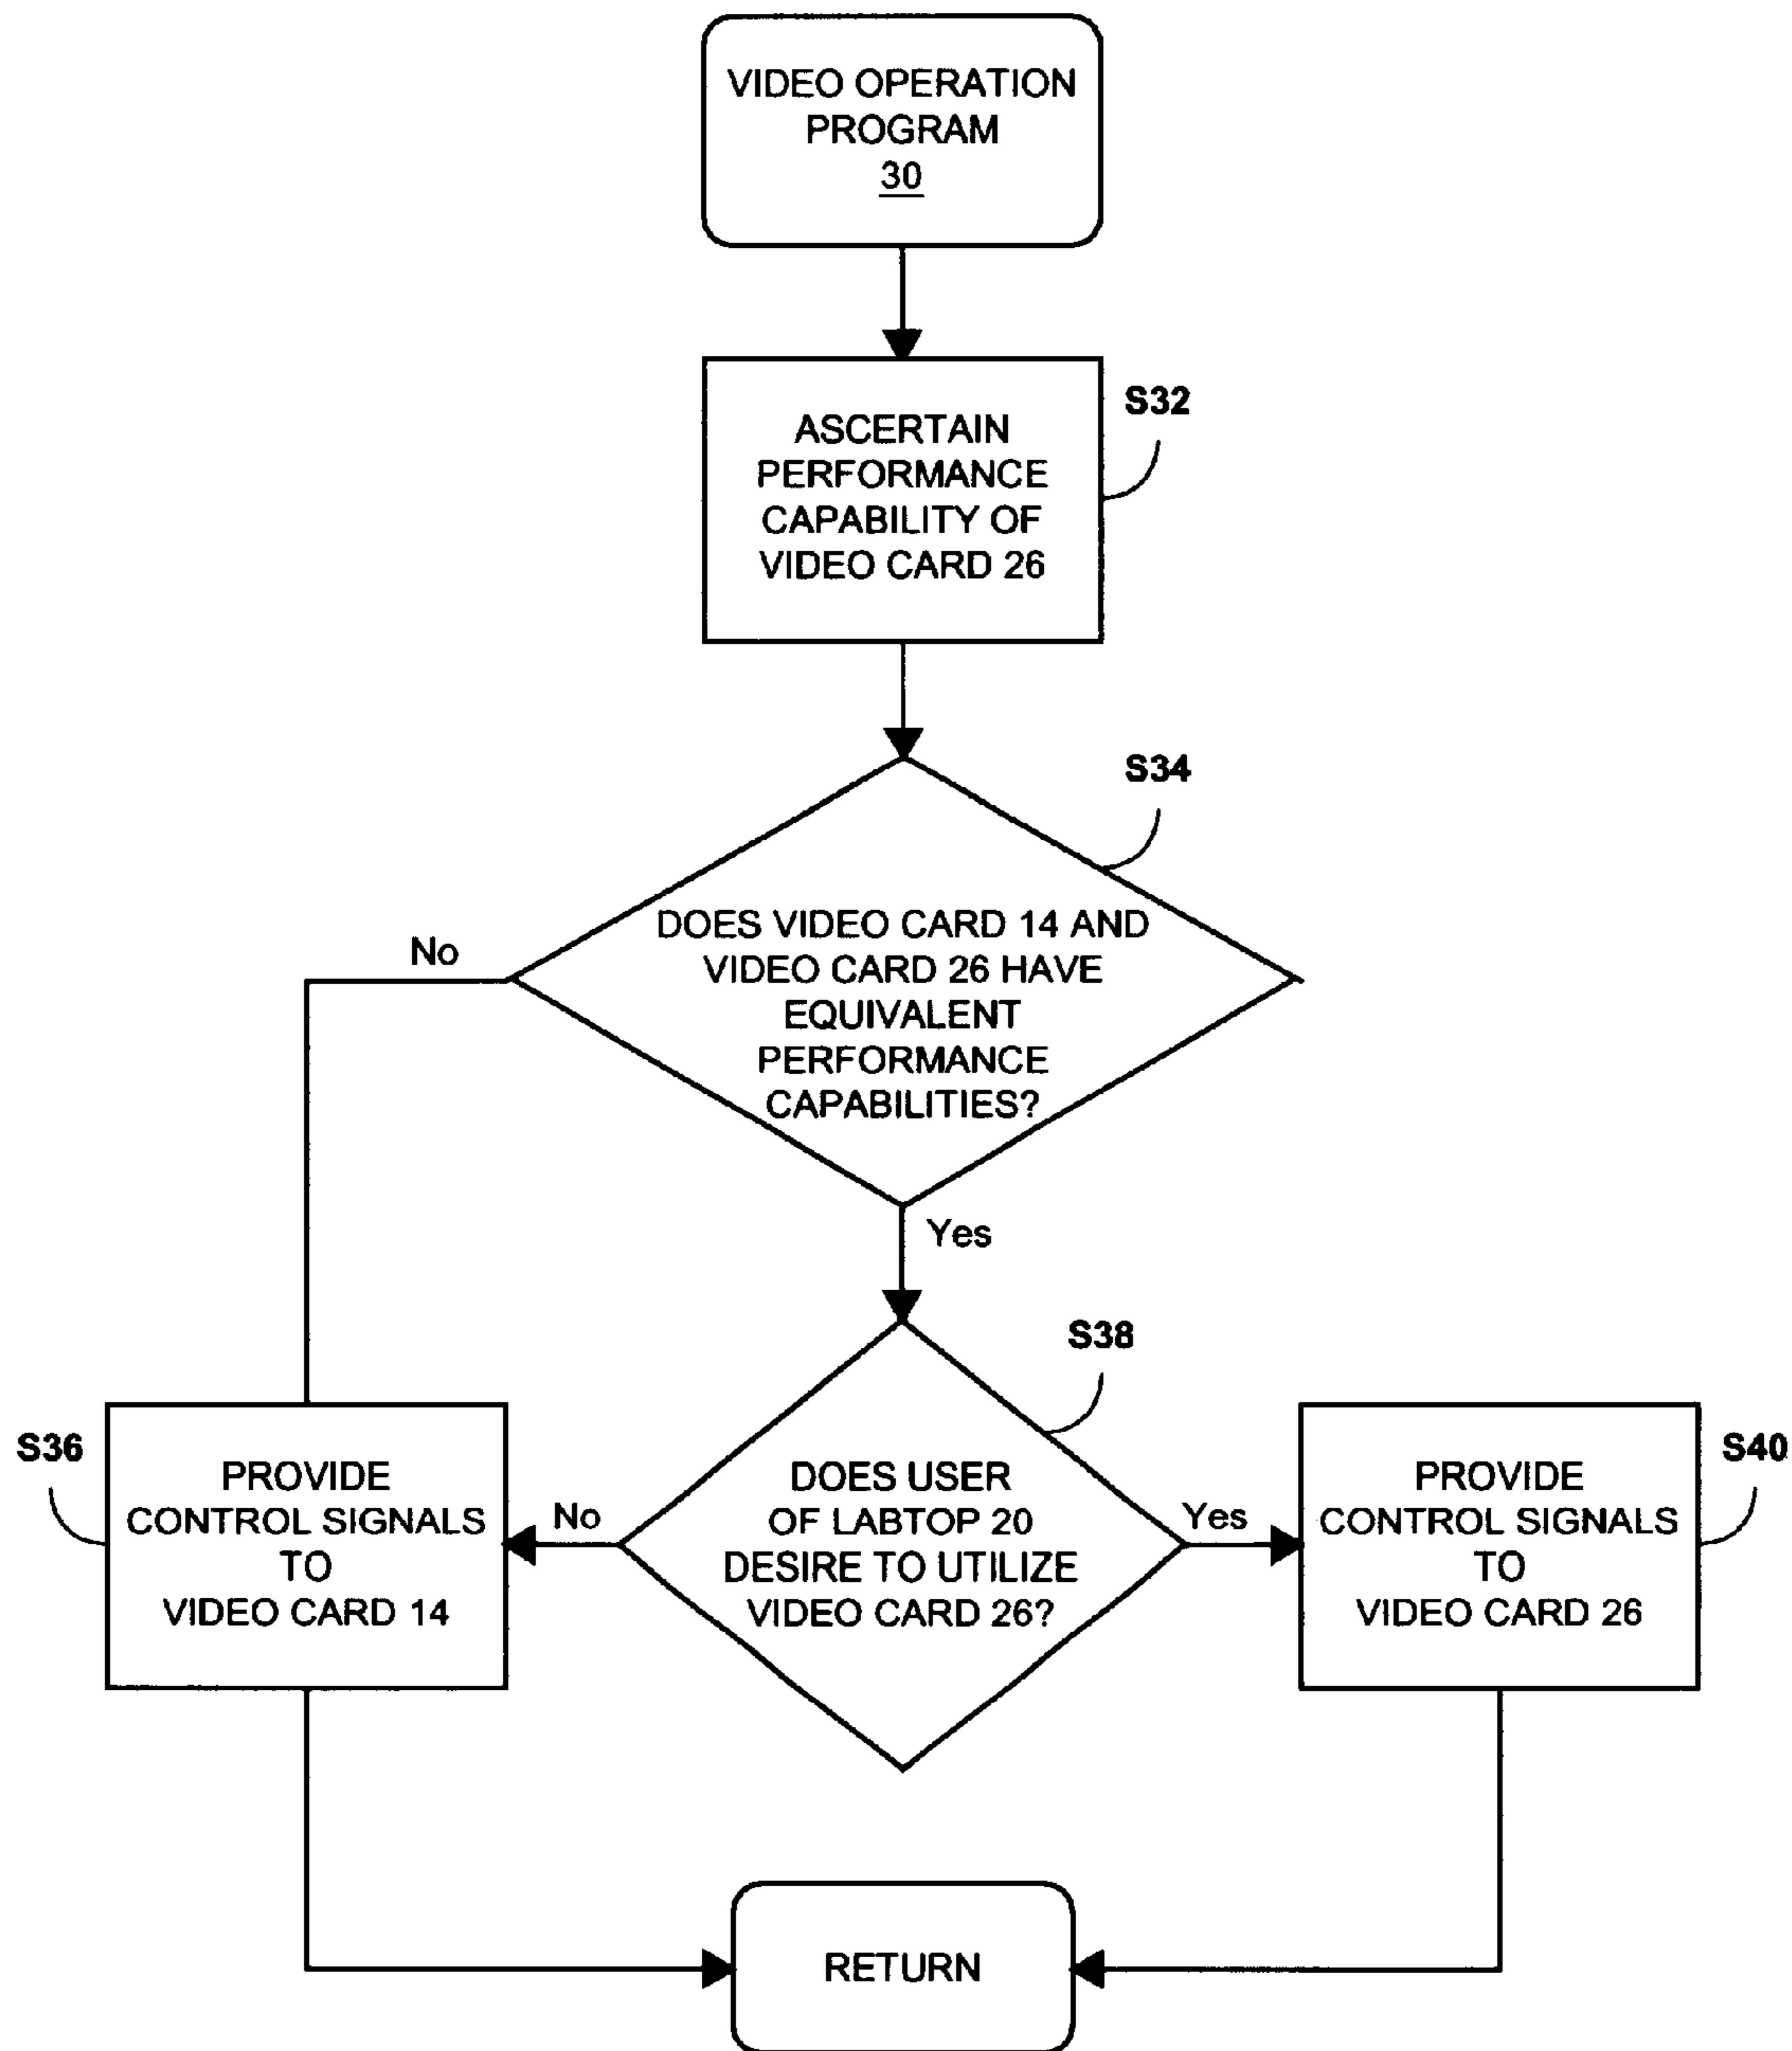 VIDEO OPERATION
PROGRAM
30
S32
ASCERTAIN
PERFORMANCE
CAPABILITY OF
VIDEO CARD 26
S34
DOES VIDEO CARD 14 AND
VIDEO CARD 26 HAVE
EQUIVALENT
PERFORMANCE
CAPABILITIES?
No
Yes
S38
S36
PROVIDE
CONTROL SIGNALS
TO
VIDEO CARD 14
No
DOES USER
OF LABTOP 20
DESIRE TO UTILIZE
VIDEO CARD 26?
Yes
PROVIDE
CONTROL SIGNALS
TO
VIDEO CARD 26
S40
RETURN